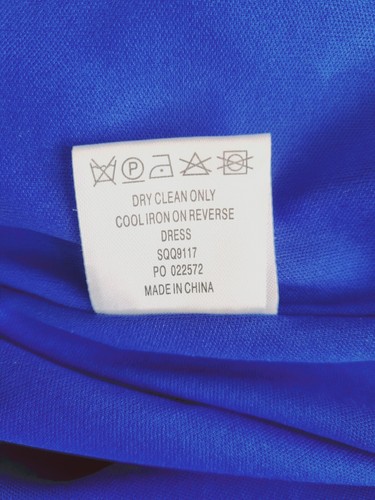 P
DRY CLEAN ONLY
COOL IRON ON REVERSE
DRESS
SQQ9117
PO 022572
MADE IN CHINA